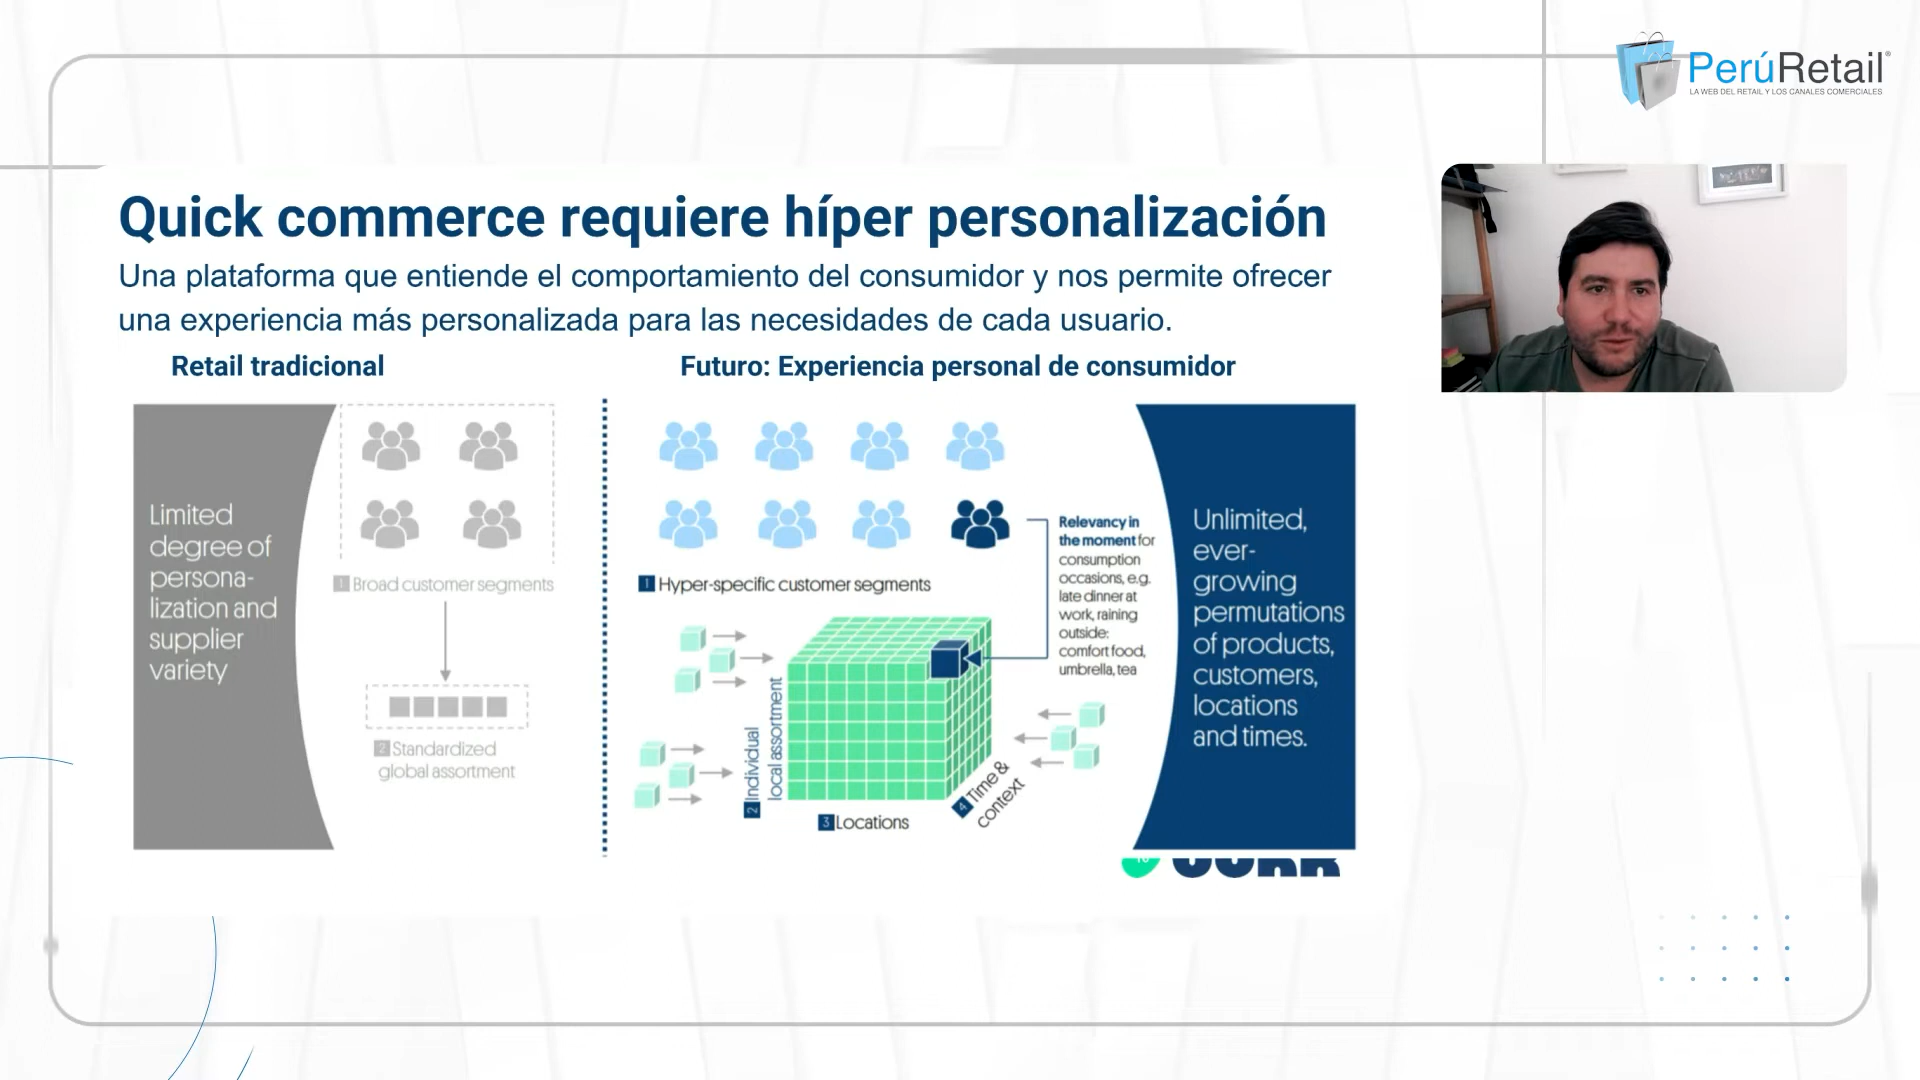 PerúRetail®
LA WEB DEL RETAIL Y LOS CANALES COMERCIALES
Quick commerce requiere híper personalización
Una plataforma que entiende el comportamiento del consumidor y nos permite ofrecer
una experiencia más personalizada para las necesidades de cada usuario.
Retail tradicional
Limited
degree of
persona-
lization and
supplier
variety
1 Broad customer segments
2 Standardized
global assortment
Futuro: Experiencia personal de consumidor
1 Hyper-specific customer segments
Relevancy in
the moment for
consumption
occasions, e.g.
late dinner at
work, raining
outside:
comfort food,
umbrella, tea
2 Individual
local assortment
3 Locations
4 Time &
context
Unlimited,
ever-
growing
permutations
of products,
customers,
locations
and times.